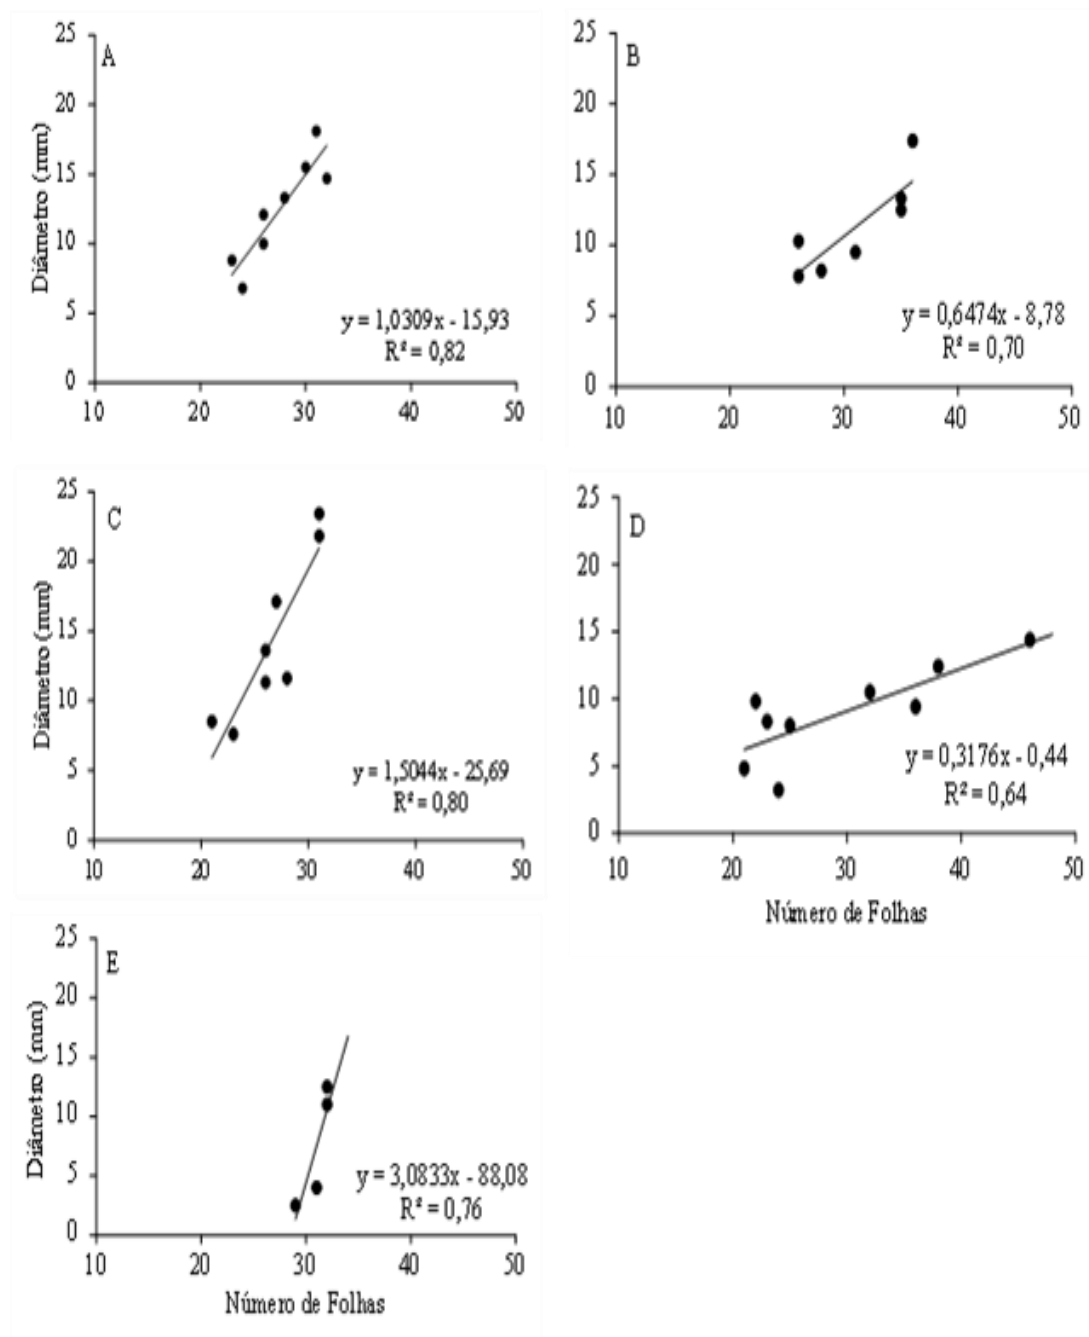 25
A
20
Diâmetro (mm)
15
10
y = 1,0309x - 15,93
5
R² = 0,82
0
10 20 30 40 50
25
B
20
15
10
y = 0,6474x - 8,78
5
R² = 0,70
0
10 20 30 40 50
25
C
20
Diâmetro (mm)
15
10
5
y = 1,5044x - 25,69
R² = 0,80
0
10 20 30 40 50
25
D
20
15
10
y = 0,3176x - 0,44
5
R² = 0,64
0
10 20 30 40 50
Número de Folhas
25
E
20
Diâmetro (mm)
15
10
5
y = 3,0833x - 88,08
R² = 0,76
0
10 20 30 40 50
Número de Folhas